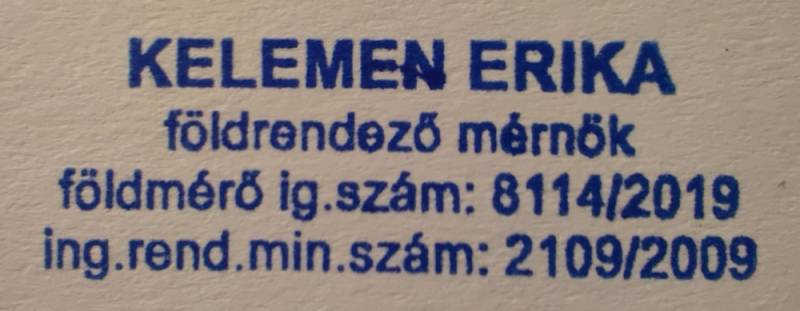 KELEMEN ERIKA
földrendező mérnök
földmérő ig.szám: 8114/2019
ing.rend.min.szám: 2109/2009